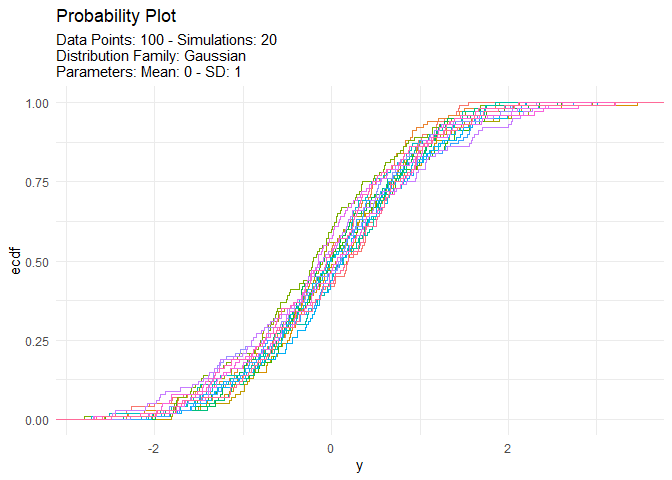 Probability Plot
Data Points: 100 - Simulations: 20
Distribution Family: Gaussian
Parameters: Mean: 0 - SD: 1
1.00
0.75
ecdf
0.50
0.25
0.00
-2
0
2
y